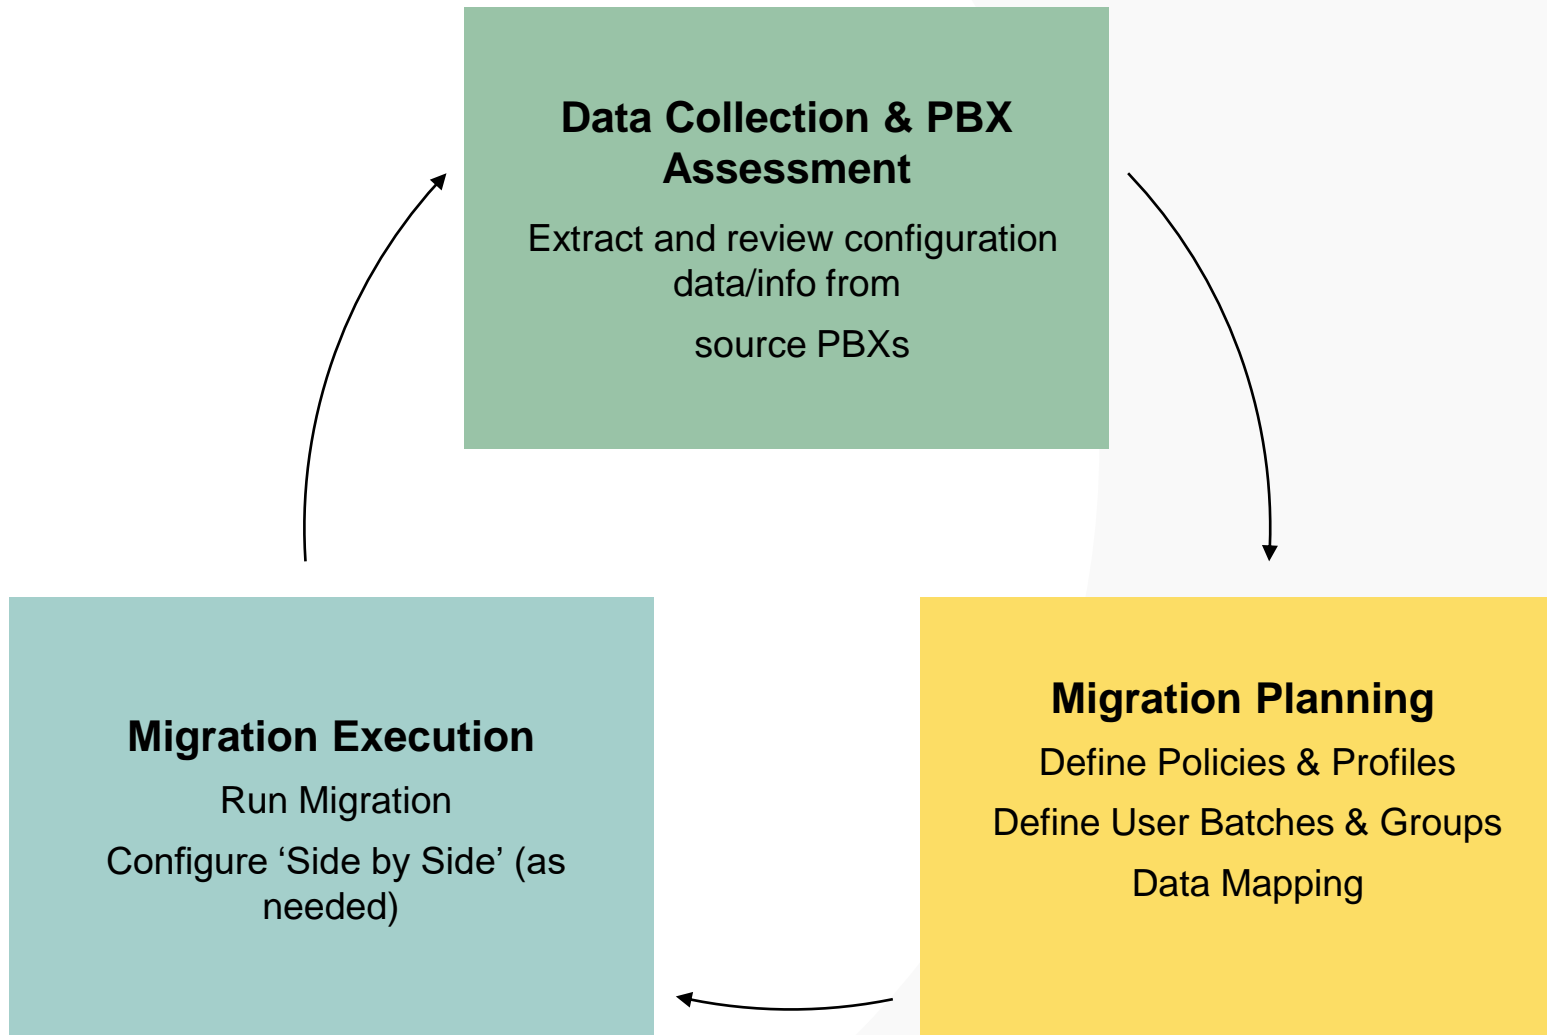 Data Collection & PBX
Assessment
Extract and review configuration
data/info from
source PBXs
Migration Execution
Run Migration
Configure ‘Side by Side’ (as
needed)
Migration Planning
Define Policies & Profiles
Define User Batches & Groups
Data Mapping